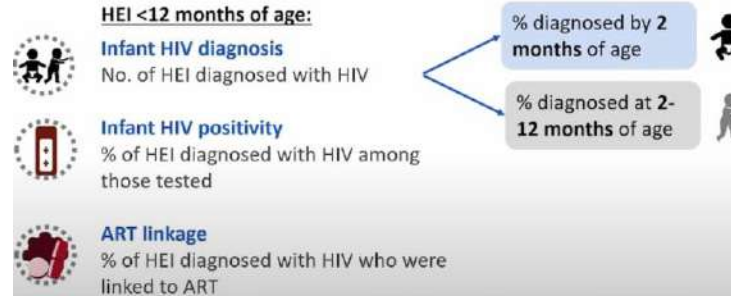 HEI <12 months of age:
Infant HIV diagnosis
No. of HEI diagnosed with HIV
% diagnosed by 2
months of age
% diagnosed at 2-
12 months of age
Infant HIV positivity
% of HEI diagnosed with HIV among
those tested
ART linkage
% of HEI diagnosed with HIV who were
linked to ART